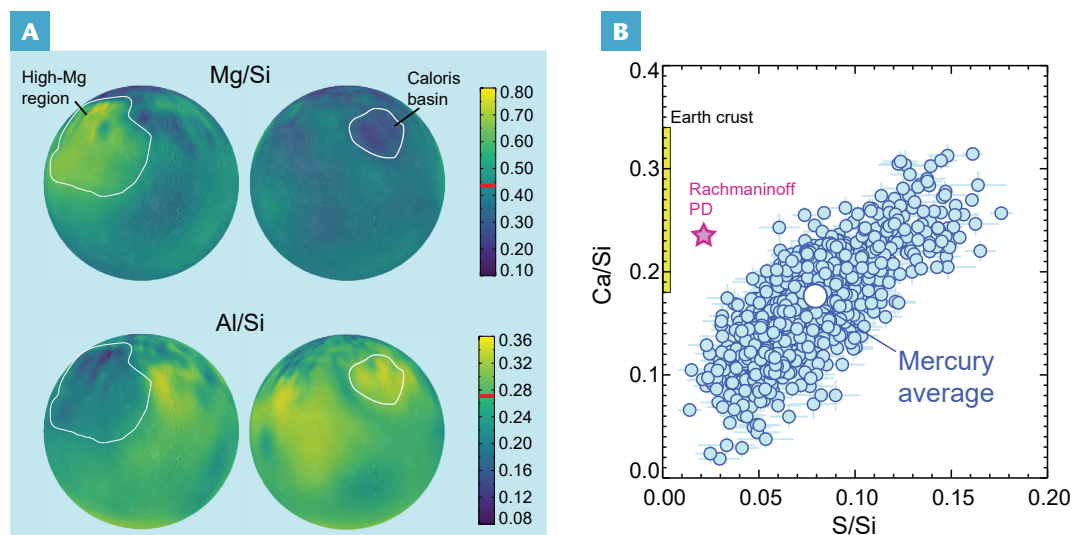 A
Mg/Si
High-Mg
region
Caloris
basin
0.80
0.70
0.60
0.50
0.40
0.30
0.20
0.10
Al/Si
0.36
0.32
0.28
0.24
0.20
0.16
0.12
0.08
B
0.4
0.3
0.2
0.1
0.0
Ca/Si
Earth crust
Rachmaninoff
PD
Mercury
average
0.00
0.05
0.10
0.15
0.20
S/Si